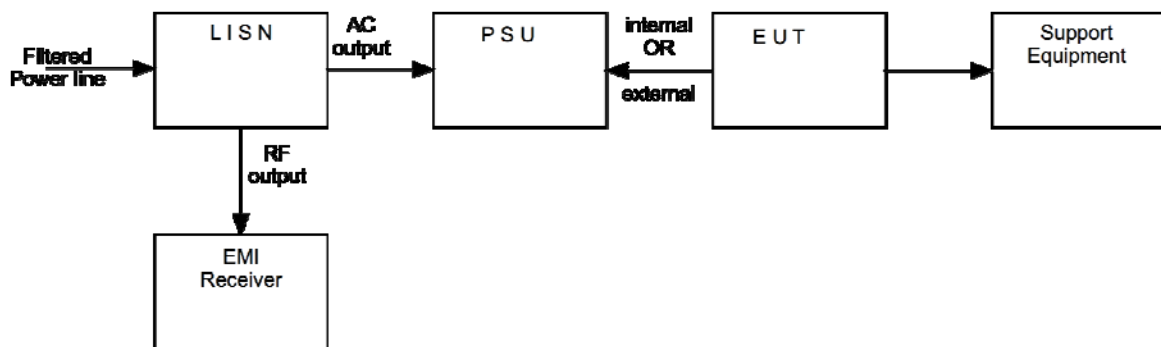 Filtered
Power line
L I S N
AC
output
P S U
internal
OR
external
E U T
Support
Equipment
RF
output
EMI
Receiver